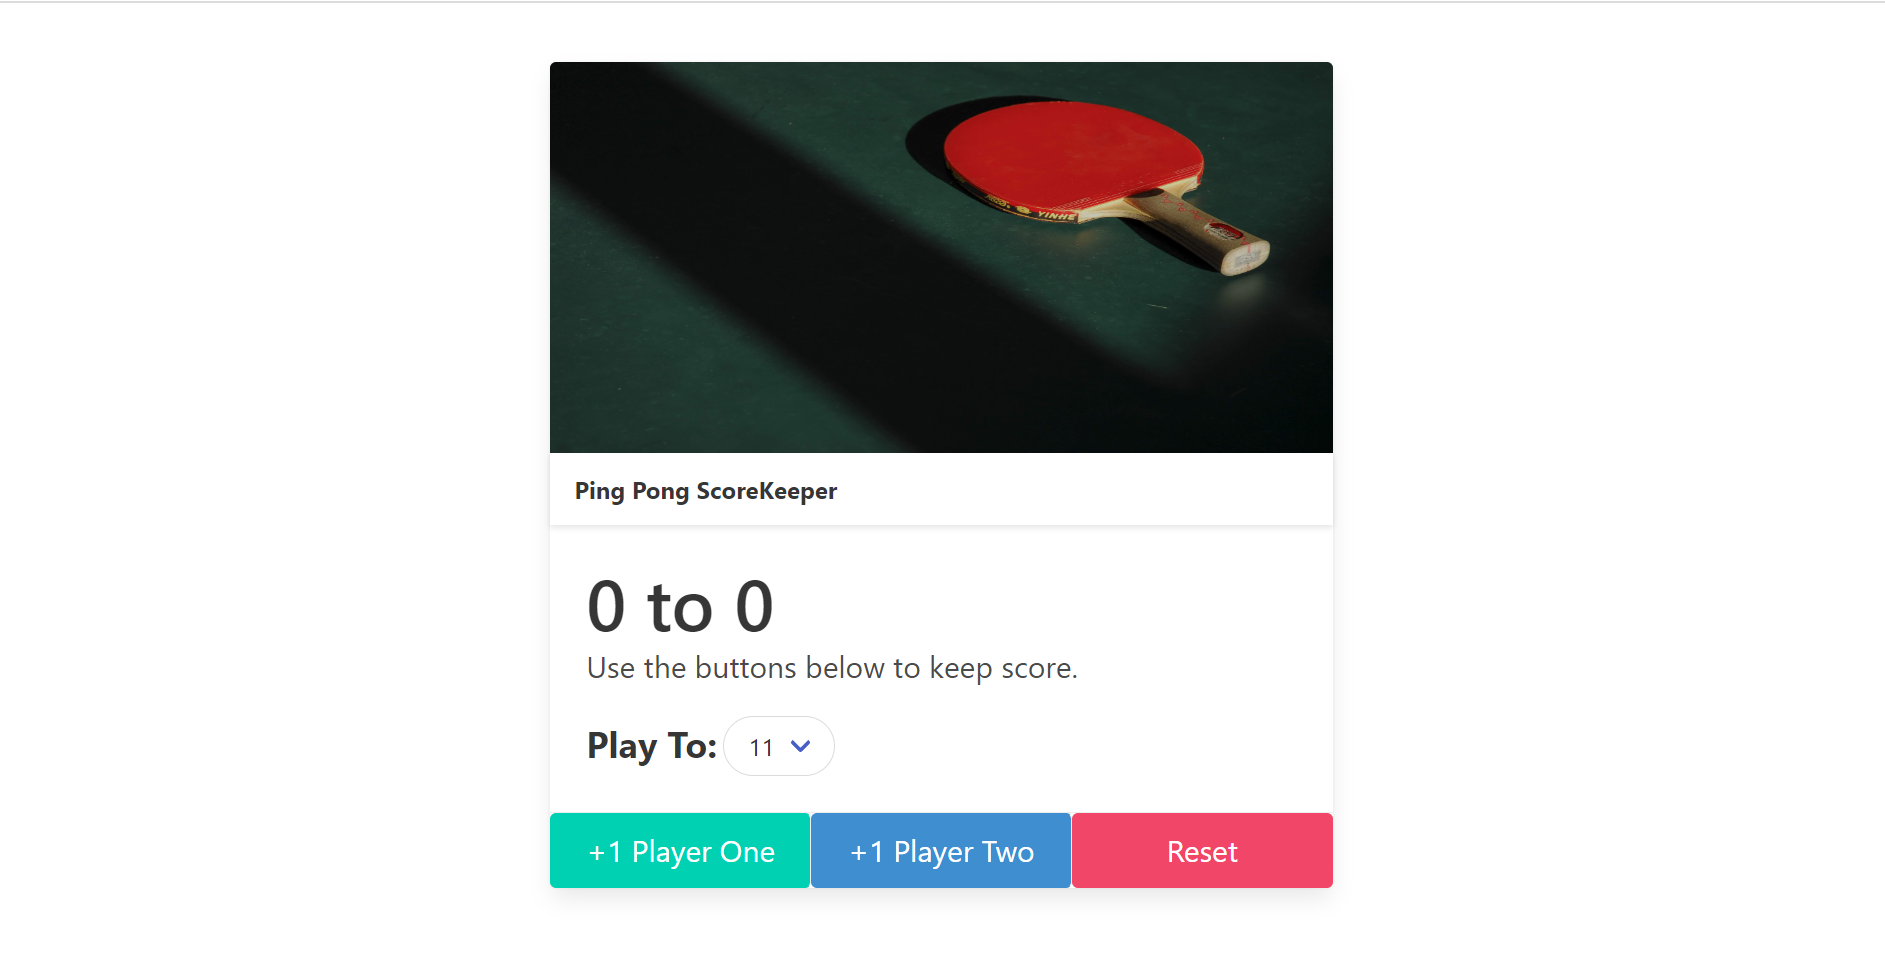 YINHE
Ping Pong ScoreKeeper
0 to 0
Use the buttons below to keep score.
Play To: 11
+1 Player One
+1 Player Two
Reset